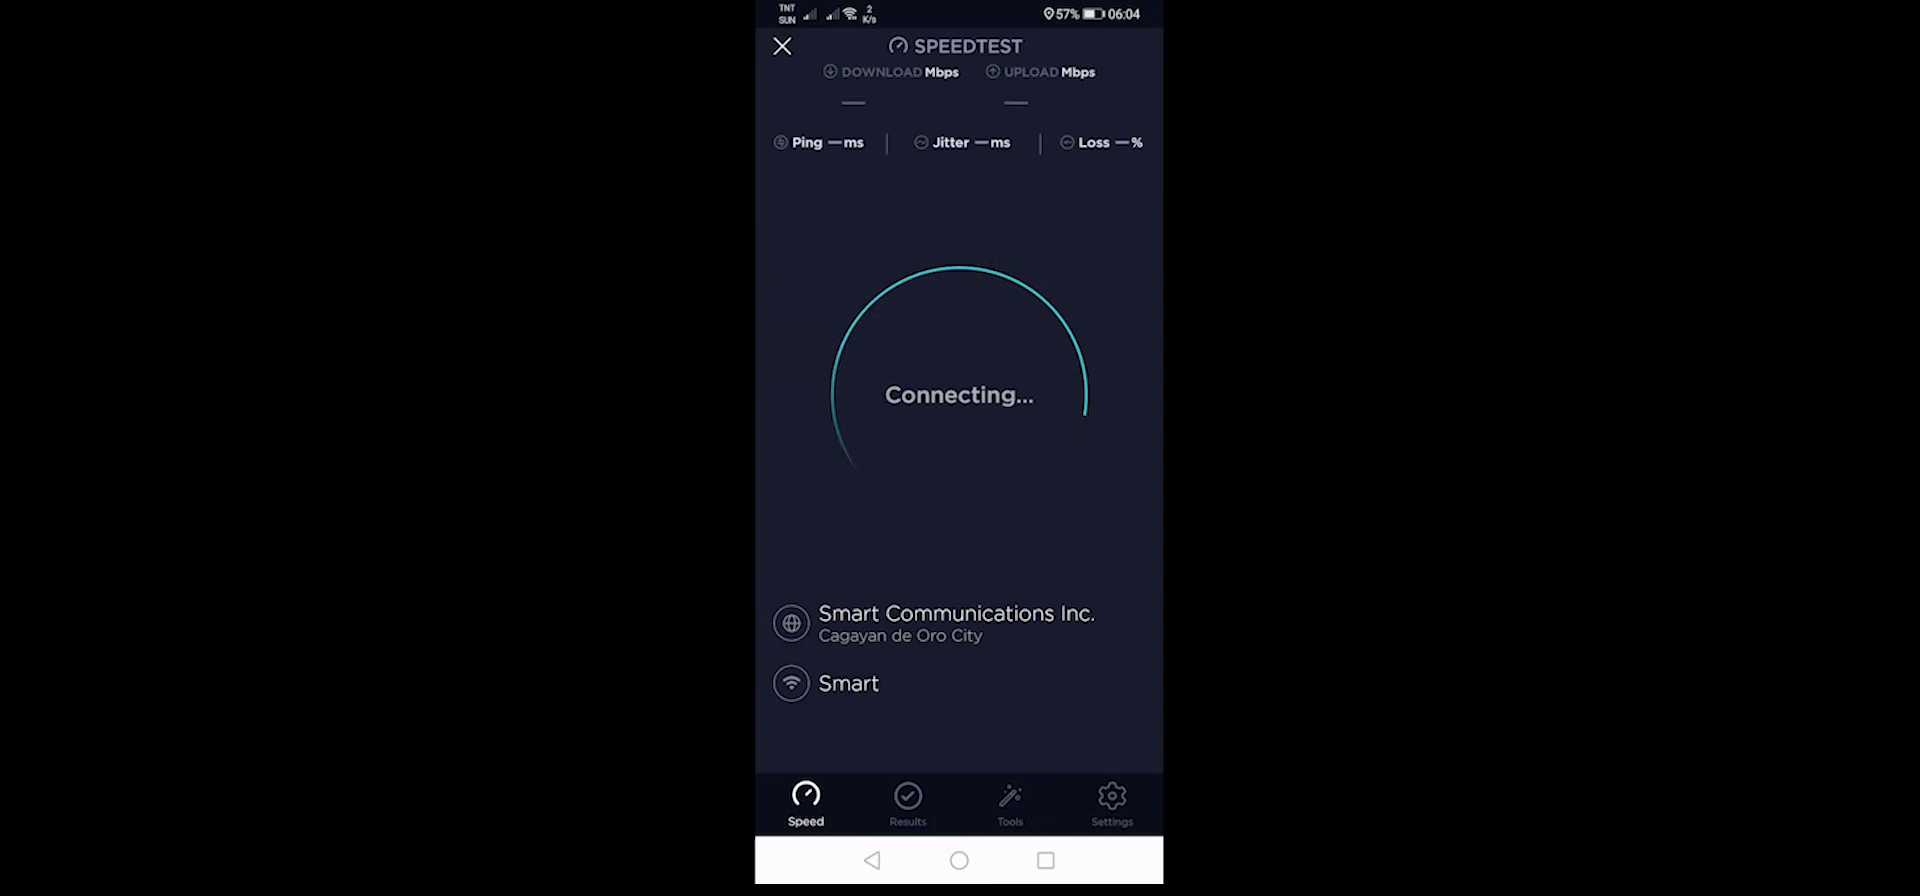 TNT
SUN
2
K/s
57%
06:04
SPEEDTEST
DOWNLOAD Mbps
UPLOAD Mbps
—
—
Ping —ms
Jitter —ms
Loss —%
Connecting...
Smart Communications Inc.
Cagayan de Oro City
Smart
Speed
Results
Tools
Settings